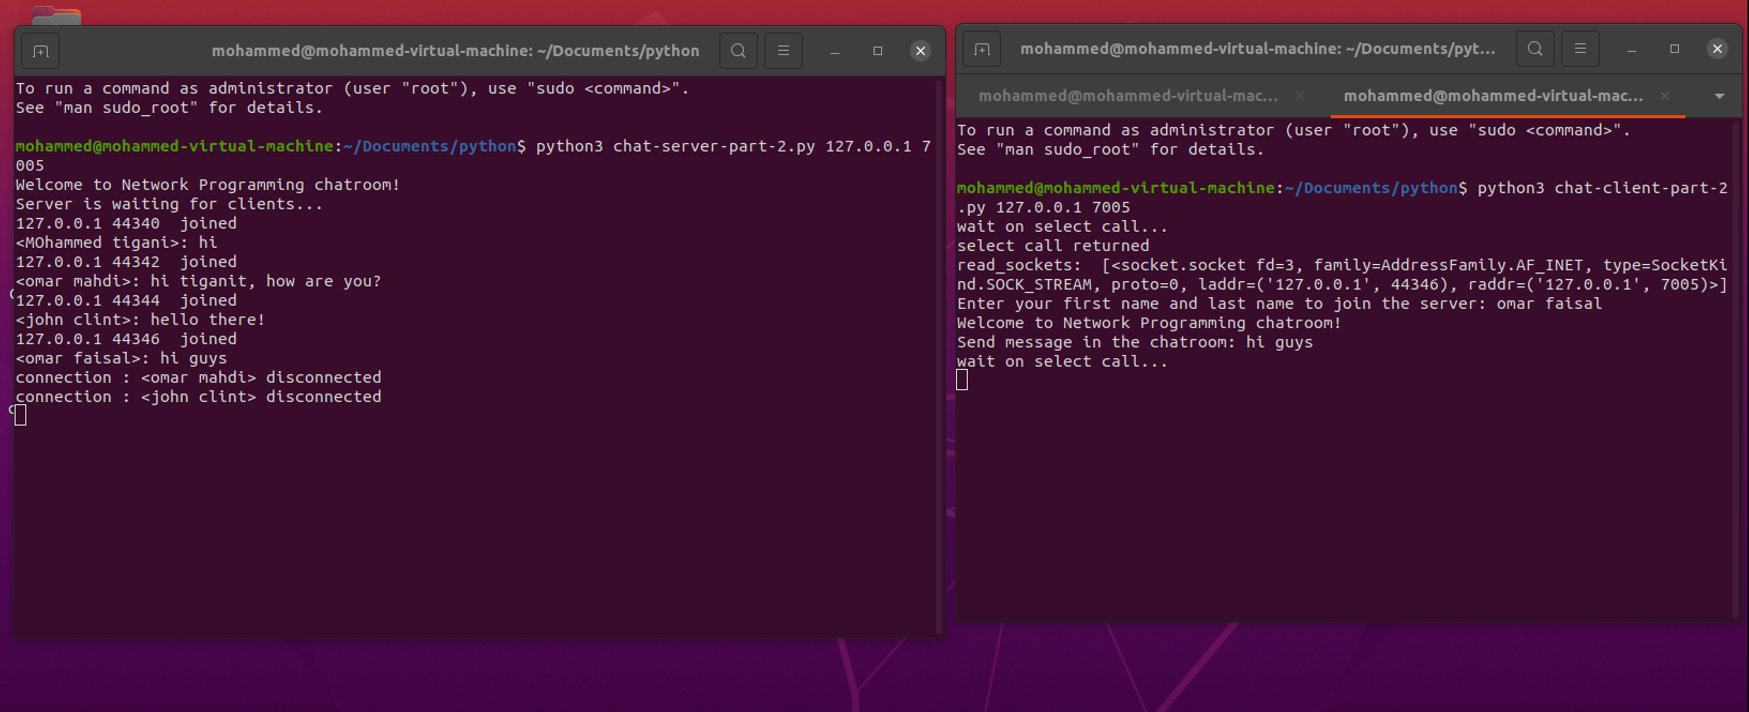 mohammed@mohammed-virtual-machine: ~/Documents/python
To run a command as administrator (user "root"), use "sudo <command>".
See "man sudo_root" for details.
mohammed@mohammed-virtual-machine:~/Documents/python$ python3 chat-server-part-2.py 127.0.0.1 7
005
Welcome to Network Programming chatroom!
Server is waiting for clients...
127.0.0.1 44340  joined
<MOhammed tigani>: hi
127.0.0.1 44342  joined
<omar mahdi>: hi tiganit, how are you?
127.0.0.1 44344  joined
<john clint>: hello there!
127.0.0.1 44346  joined
<omar faisal>: hi guys
connection : <omar mahdi> disconnected
connection : <john clint> disconnected
mohammed@mohammed-virtual-machine: ~/Documents/pyt...
mohammed@mohammed-virtual-mac...
mohammed@mohammed-virtual-mac...
To run a command as administrator (user "root"), use "sudo <command>".
See "man sudo_root" for details.
mohammed@mohammed-virtual-machine:~/Documents/python$ python3 chat-client-part-2
.py 127.0.0.1 7005
wait on select call...
select call returned
read_sockets:  [<socket.socket fd=3, family=AddressFamily.AF_INET, type=SocketKi
nd.SOCK_STREAM, proto=0, laddr=('127.0.0.1', 44346), raddr=('127.0.0.1', 7005)>]
Enter your first name and last name to join the server: omar faisal
Welcome to Network Programming chatroom!
Send message in the chatroom: hi guys
wait on select call...